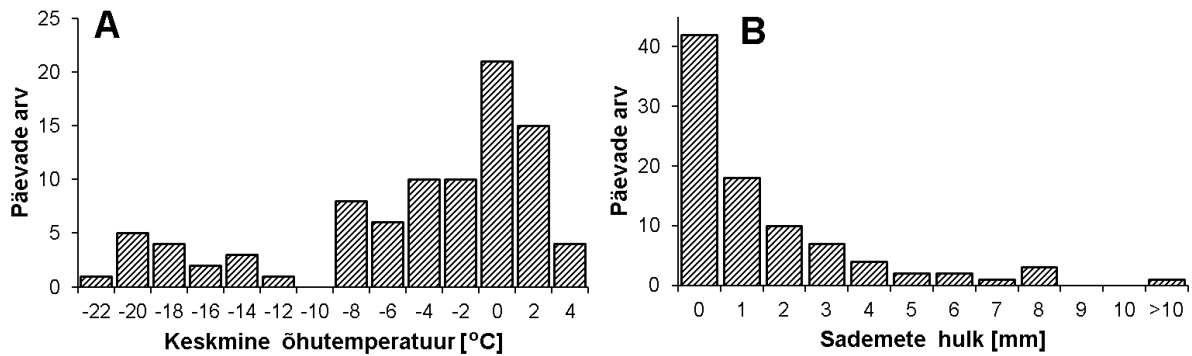 A
Päevade arv
25
20
15
10
5
0
-22 -20 -18 -16 -14 -12 -10 -8 -6 -4 -2 0 2 4
Keskmine õhutemperatuur [°C]
B
Päevade arv
40
30
20
10
0
0 1 2 3 4 5 6 7 8 9 10 >10
Sademete hulk [mm]